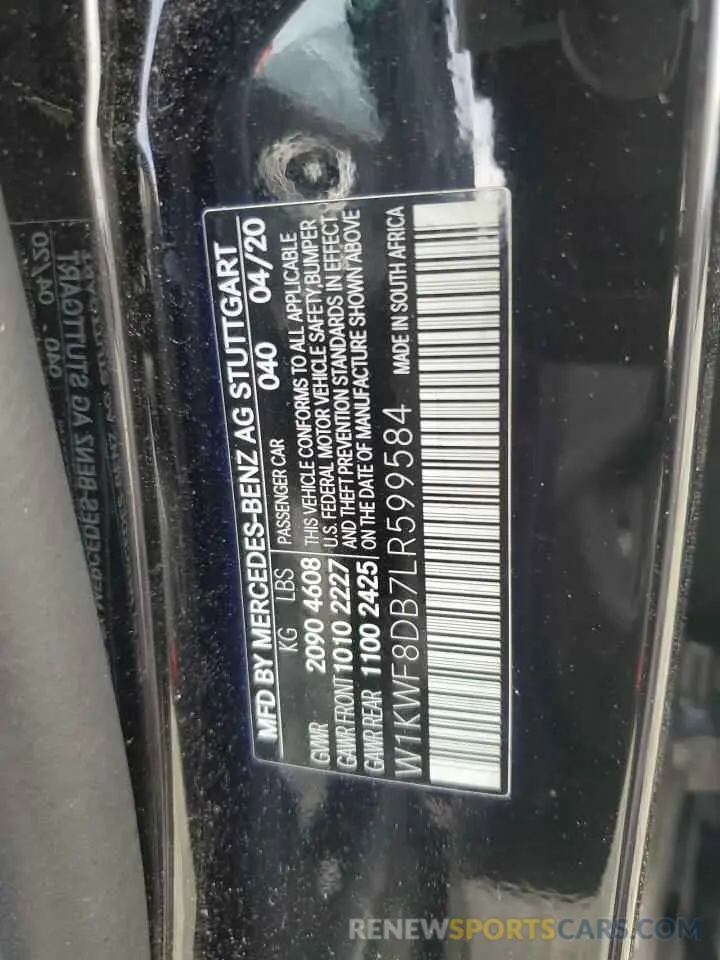 MFD BY MERCEDES-BENZ AG STUTTGART
040 04/20
KG LBS PASSENGER CAR
GVWR 2090 4608 THIS VEHICLE CONFORMS TO ALL APPLICABLE
GAWR FRONT 1010 2227 U.S. FEDERAL MOTOR VEHICLE SAFETY, BUMPER
GAWR REAR 1100 2425 AND THEFT PREVENTION STANDARDS IN EFFECT
ON THE DATE OF MANUFACTURE SHOWN ABOVE
W1KWF8DB7LR599584 MADE IN SOUTH AFRICA
RENEWSPORTSCARS.COM